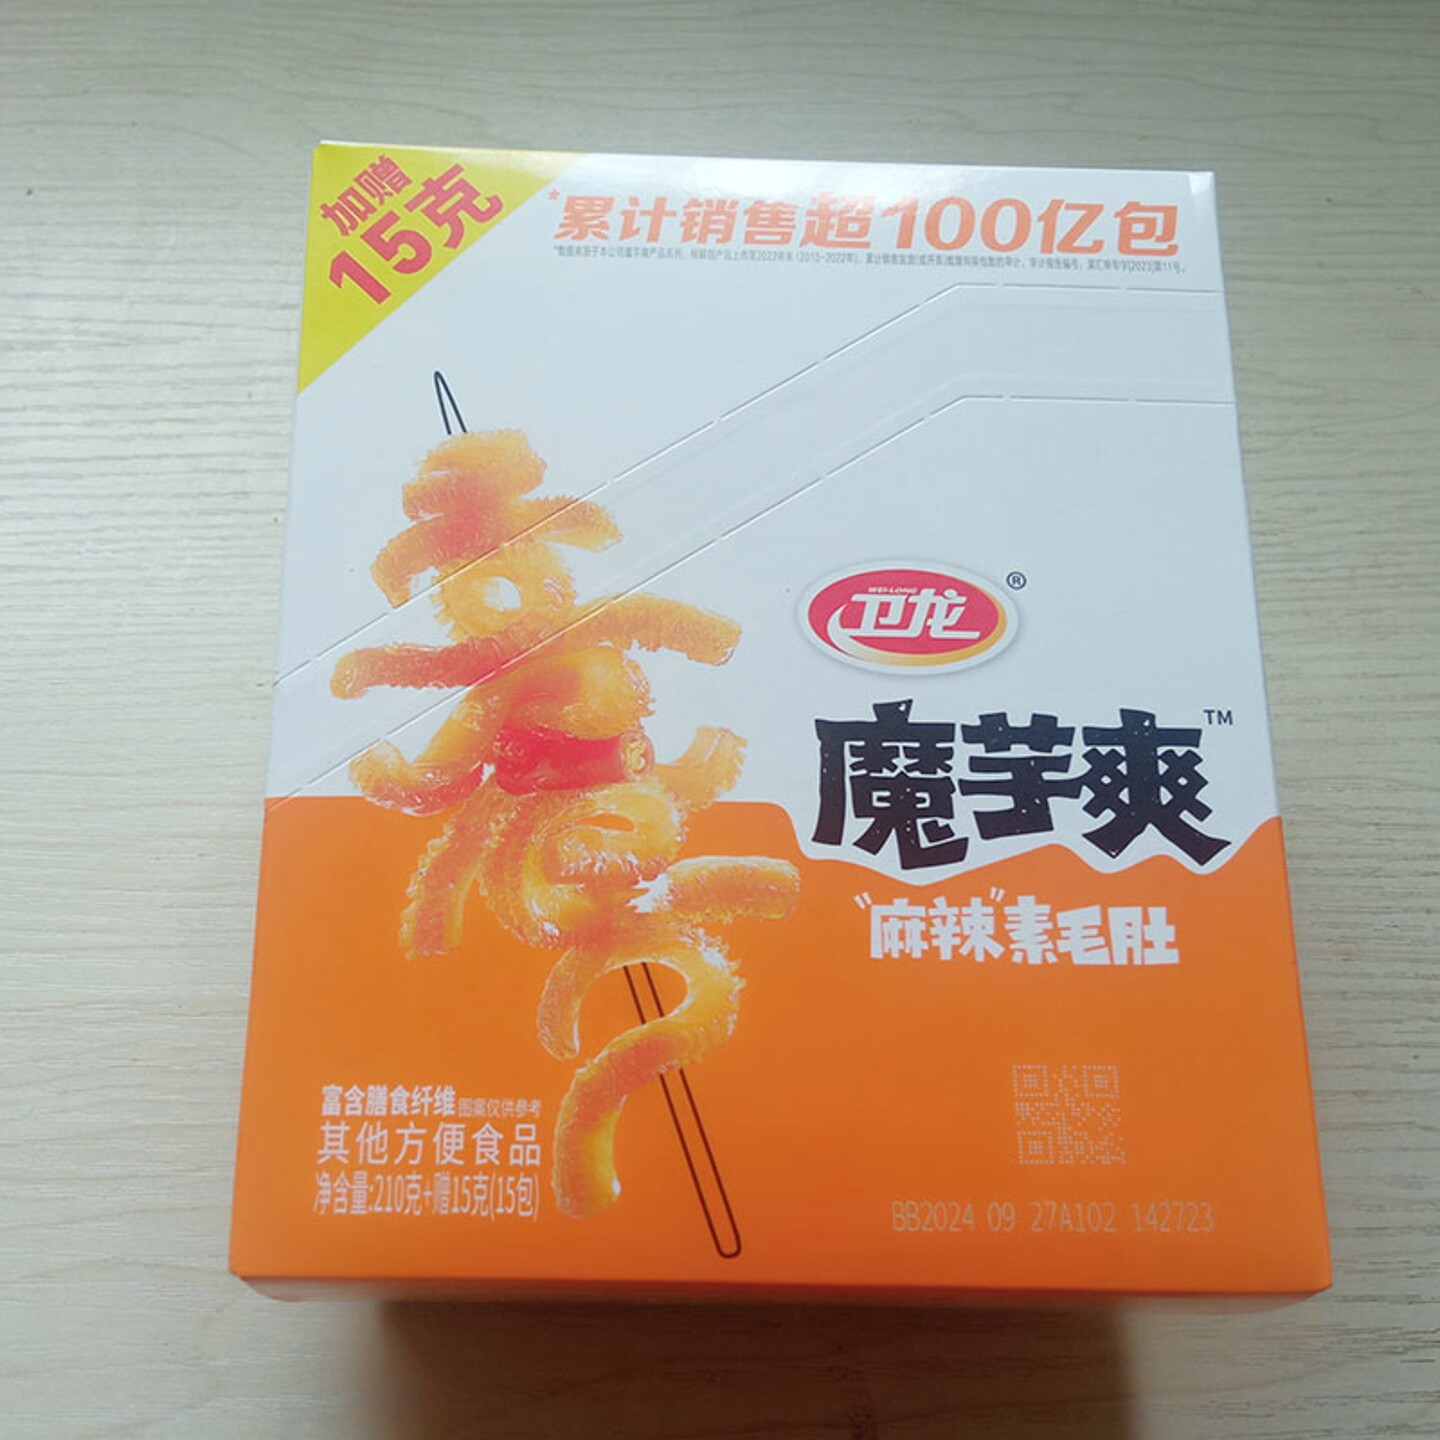 加赠
15克
*累计销售超100亿包
WEI-LONG
卫龙®
魔芋爽™
“麻辣”素毛肚
富含膳食纤维 图案仅供参考
其他方便食品
净含量:210克+赠15克(15包)
BB2024 09 27A102 142723